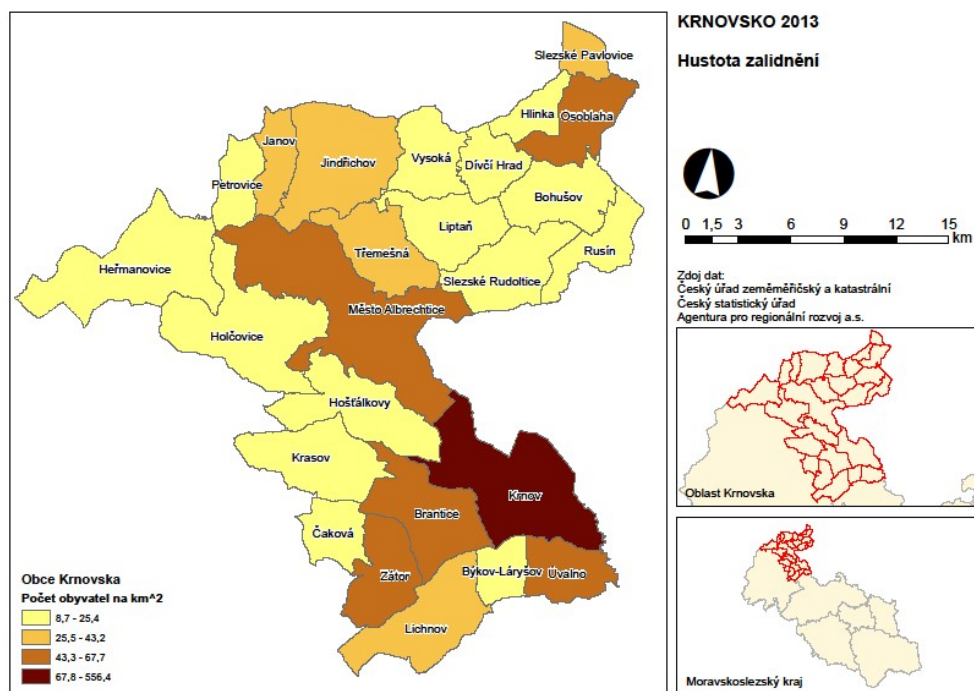 KRNOVSKO 2013
Hustota zalidnění
Slezské Pavlovice
Hlinka
Osoblaha
Janov
Jindřichov
Vysoká
Dívčí Hrad
Petrovice
Bohušov
Liptaň
Rusín
Třemešná
Heřmanovice
Slezské Rudoltice
Město Albrechtice
Holčovice
Hošťálkovy
Krasov
Krnov
Brantice
Čaková
Zátor
Býkov-Láryšov
Úvalno
Lichnov
0 1,5 3 6 9 12 15
km
Zdoj dat:
Český úřad zeměměřičský a katastrální
Český statistický úřad
Agentura pro regionální rozvoj a.s.
Oblast Krnovska
Moravskoslezský kraj
Obce Krnovska
Počet obyvatel na km^2
8,7 - 25,4
25,5 - 43,2
43,3 - 67,7
67,8 - 556,4